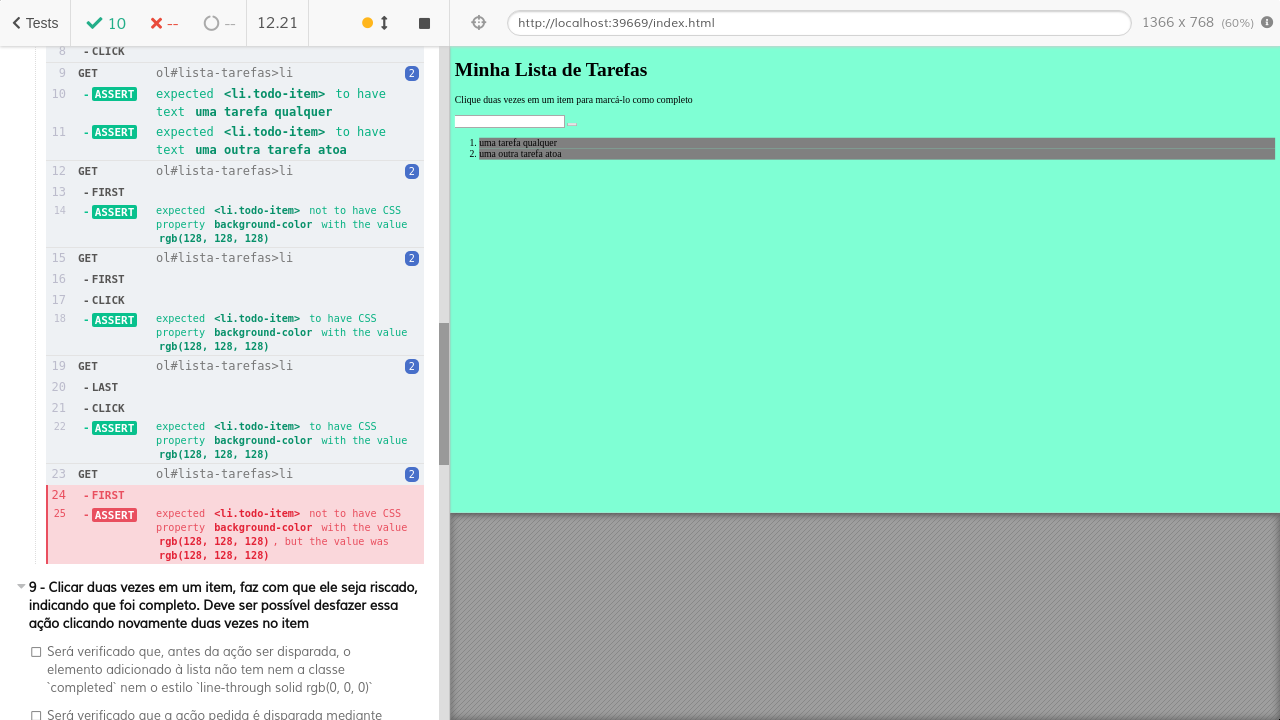 Tests
10
--
--
12.21
http://localhost:39669/index.html
1366 x 768 (60%)
8 - CLICK
9 GET ol#lista-tarefas>li 2
10 - ASSERT expected <li.todo-item> to have
text uma tarefa qualquer
11 - ASSERT expected <li.todo-item> to have
text uma outra tarefa atoa
12 GET ol#lista-tarefas>li 2
13 - FIRST
14 - ASSERT expected <li.todo-item> not to have CSS
property background-color with the value
rgb(128, 128, 128)
15 GET ol#lista-tarefas>li 2
16 - FIRST
17 - CLICK
18 - ASSERT expected <li.todo-item> to have CSS
property background-color with the value
rgb(128, 128, 128)
19 GET ol#lista-tarefas>li 2
20 - LAST
21 - CLICK
22 - ASSERT expected <li.todo-item> to have CSS
property background-color with the value
rgb(128, 128, 128)
23 GET ol#lista-tarefas>li 2
24 - FIRST
25 - ASSERT expected <li.todo-item> not to have CSS
property background-color with the value
rgb(128, 128, 128), but the value was
rgb(128, 128, 128)
9 - Clicar duas vezes em um item, faz com que ele seja riscado,
indicando que foi completo. Deve ser possível desfazer essa
ação clicando novamente duas vezes no item
Será verificado que, antes da ação ser disparada, o
elemento adicionado à lista não tem nem a classe
`completed` nem o estilo `line-through solid rgb(0, 0, 0)`
Será verificado que a ação pedida é disparada mediante
Minha Lista de Tarefas
Clique duas vezes em um item para marcá-lo como completo
1. uma tarefa qualquer
2. uma outra tarefa atoa